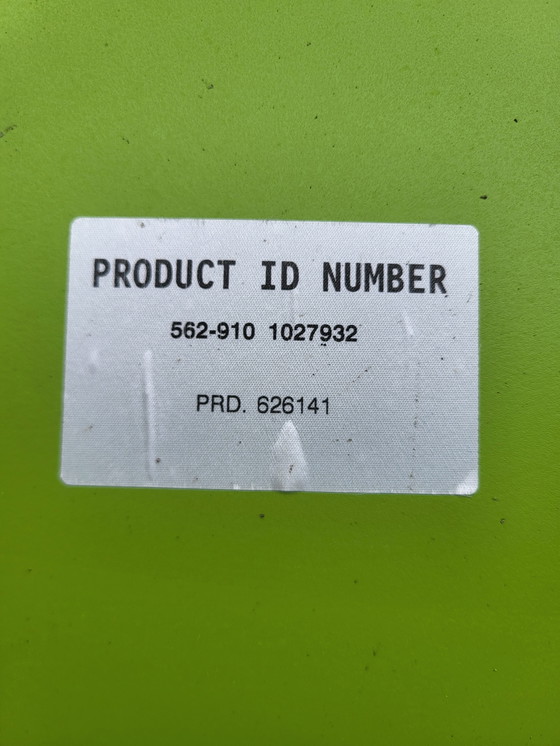 PRODUCT ID NUMBER
562-910 1027932
PRD. 626141